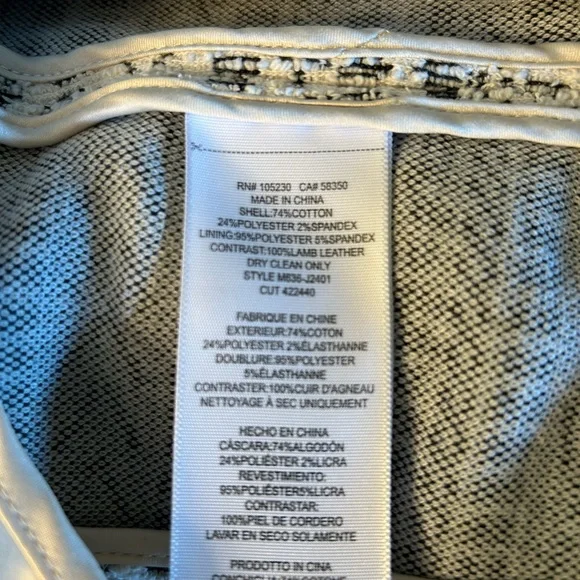 RN# 105230 CA# 58350
MADE IN CHINA
SHELL:74%COTTON
24%POLYESTER 2%SPANDEX
LINING:95%POLYESTER 5%SPANDEX
CONTRAST:100%LAMB LEATHER
DRY CLEAN ONLY
STYLE M636-J2401
CUT 422440
FABRIQUE EN CHINE
EXTERIEUR:74%COTON
24%POLYESTER 2%ÉLASTHANNE
DOUBLURE:95%POLYESTER
5%ÉLASTHANNE
CONTRASTER:100%CUIR D'AGNEAU
NETTOYAGE À SEC UNIQUEMENT
HECHO EN CHINA
CÁSCARA:74%ALGODÓN
24%POLIÉSTER 2%LICRA
REVESTIMIENTO:
95%POLIÉSTER5%LICRA
CONTRASTAR:
100%PIEL DE CORDERO
LAVAR EN SECO SOLAMENTE
PRODOTTO IN CINA